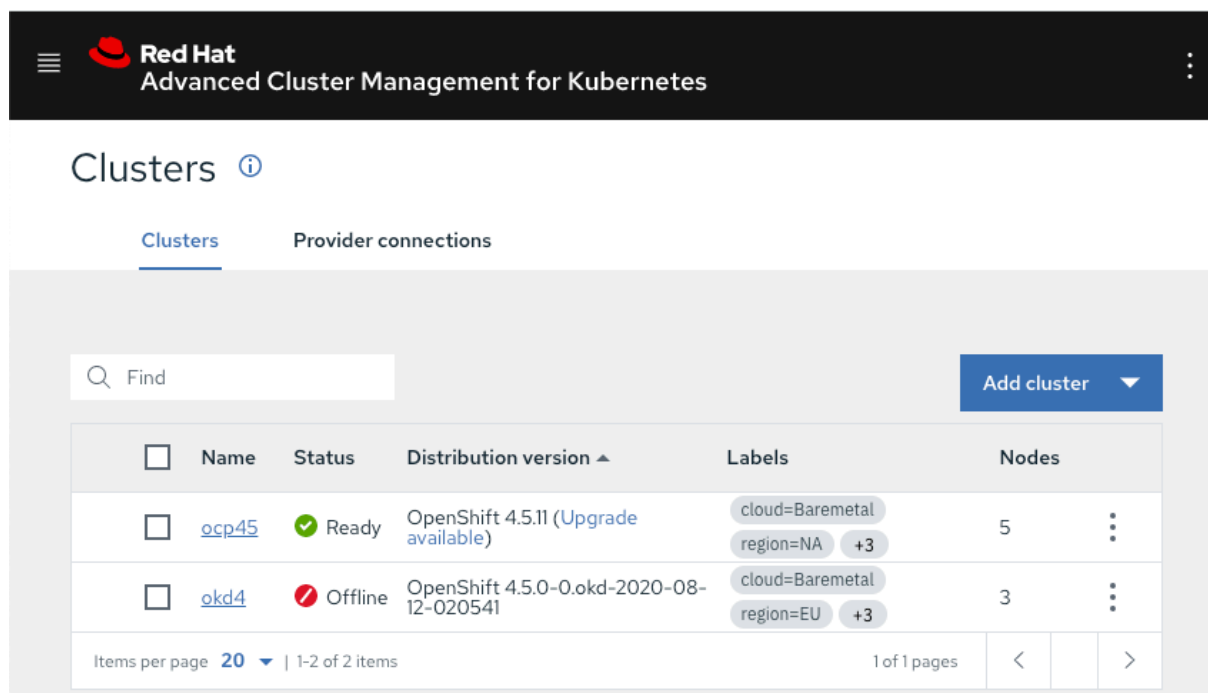 Red Hat
Advanced Cluster Management for Kubernetes
Clusters
Clusters Provider connections
Find
Add cluster
Name Status Distribution version Labels Nodes
ocp45 Ready OpenShift 4.5.11 (Upgrade available) cloud=Baremetal region=NA +3 5
okd4 Offline OpenShift 4.5.0-0.okd-2020-08-12-020541 cloud=Baremetal region=EU +3 3
Items per page 20 | 1-2 of 2 items 1 of 1 pages